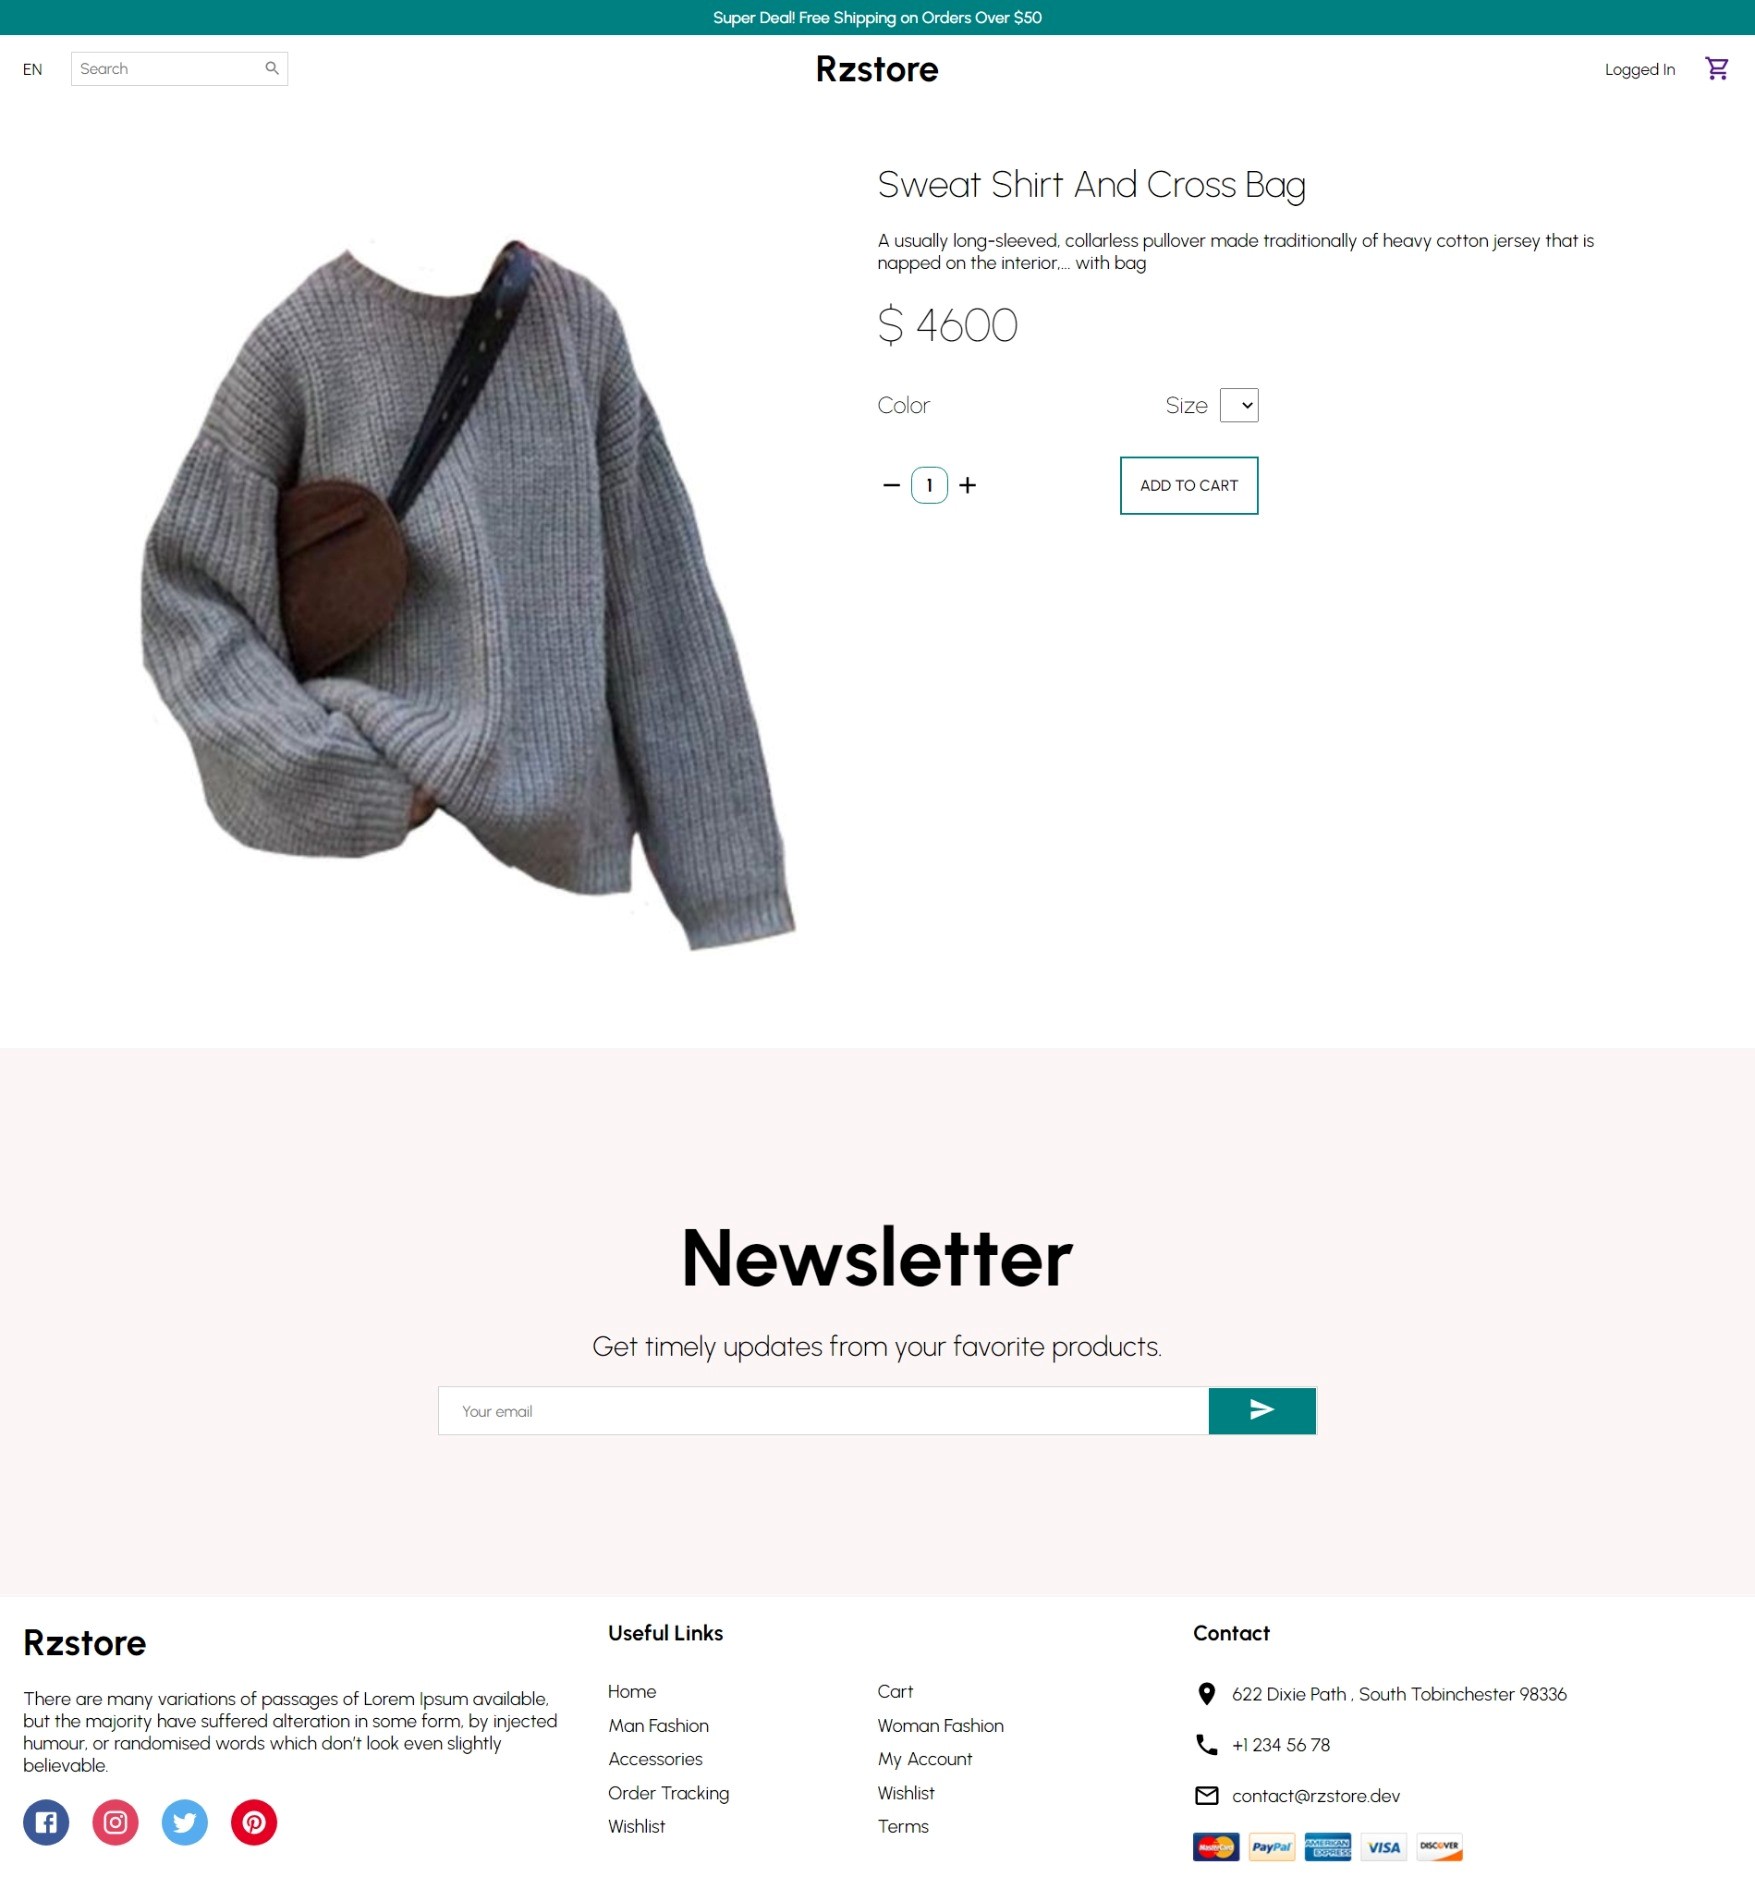 Super Deal! Free Shipping on Orders Over $50
EN
Search
Rzstore
Logged In
Sweat Shirt And Cross Bag
A usually long-sleeved, collarless pullover made traditionally of heavy cotton jersey that is
napped on the interior,... with bag
$ 4600
Color
Size
1
ADD TO CART
Newsletter
Get timely updates from your favorite products.
Your email
Rzstore
There are many variations of passages of Lorem Ipsum available,
but the majority have suffered alteration in some form, by injected
humour, or randomised words which don't look even slightly
believable.
Useful Links
Home
Cart
Man Fashion
Woman Fashion
Accessories
My Account
Order Tracking
Wishlist
Wishlist
Terms
Contact
622 Dixie Path , South Tobinchester 98336
+1 234 56 78
contact@rzstore.dev
MasterCard
PayPal
AMERICAN EXPRESS
VISA
DISCOVER